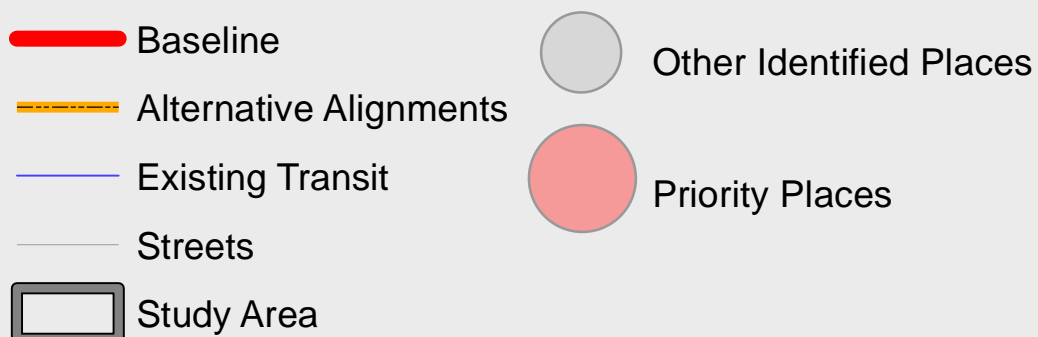 Baseline
Alternative Alignments
Existing Transit
Streets
Study Area
Other Identified Places
Priority Places